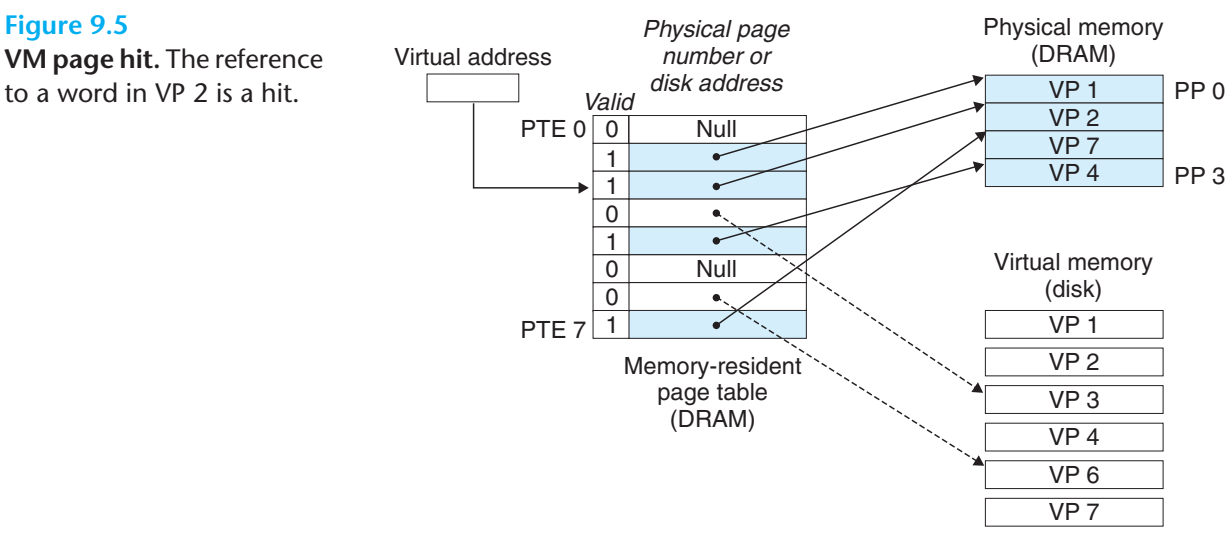 Figure 9.5
VM page hit. The reference
to a word in VP 2 is a hit.
Virtual address
Physical page
number or
disk address
Valid
PTE 0 0 Null
1
1
0
1
0 Null
0
PTE 7 1
Memory-resident
page table
(DRAM)
Physical memory
(DRAM)
VP 1 PP 0
VP 2
VP 7
VP 4 PP 3
Virtual memory
(disk)
VP 1
VP 2
VP 3
VP 4
VP 6
VP 7